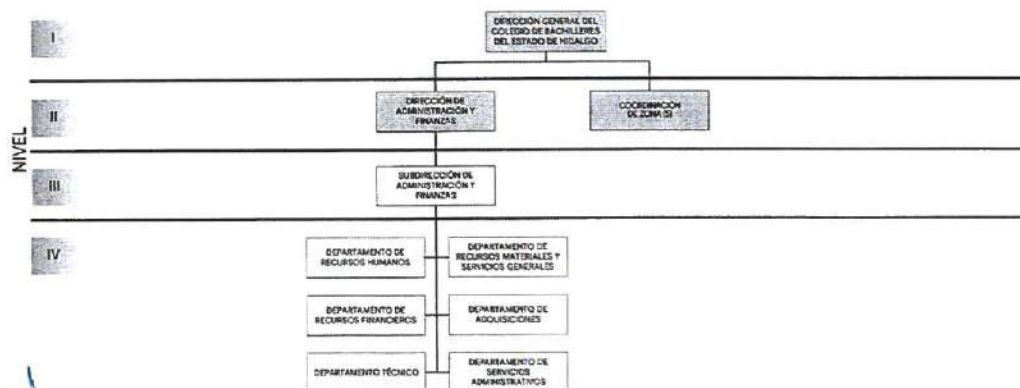 DIRECCIÓN GENERAL DEL
COLEGIO DE BACHILLERES
DEL ESTADO DE HIDALGO
I
NIVEL
II
DIRECCIÓN DE
ADMINISTRACIÓN Y
FINANZAS
COORDINACIÓN
DE ZONA (5)
III
SUBDIRECCIÓN DE
ADMINISTRACIÓN Y
FINANZAS
IV
DEPARTAMENTO DE
RECURSOS HUMANOS
DEPARTAMENTO DE
RECURSOS MATERIALES Y
SERVICIOS GENERALES
DEPARTAMENTO DE
RECURSOS FINANCIEROS
DEPARTAMENTO DE
ADQUISICIONES
DEPARTAMENTO TÉCNICO
DEPARTAMENTO DE
SERVICIOS
ADMINISTRATIVOS